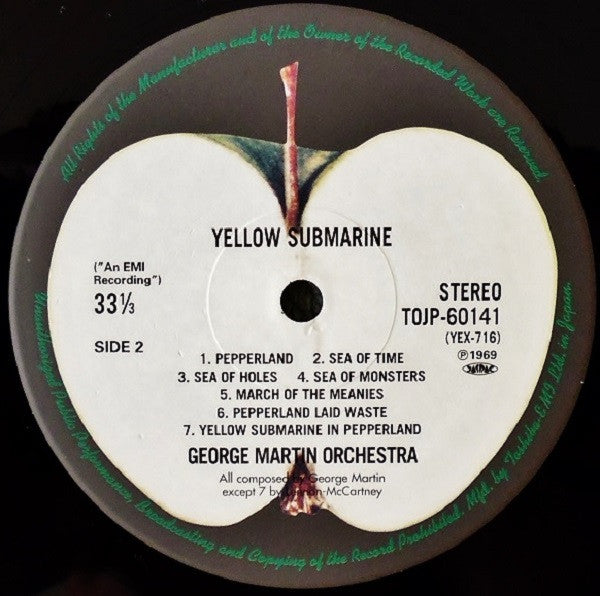 All Rights of the Manufacturer and of the Owner of the Recorded Work are Reserved.
YELLOW SUBMARINE
("An EMI
Recording")
33⅓
STEREO
TOJP-60141
(YEX-716)
Ⓟ1969
SIDE 2
1. PEPPERLAND 2. SEA OF TIME
3. SEA OF HOLES 4. SEA OF MONSTERS
5. MARCH OF THE MEANIES
6. PEPPERLAND LAID WASTE
7. YELLOW SUBMARINE IN PEPPERLAND
GEORGE MARTIN ORCHESTRA
All composed by George Martin
except 7 by Lennon-McCartney
Unauthorized Public Performance, Broadcasting and Copying of the Record Prohibited. Mfd. by Toshiba-EMI Ltd. in Japan.